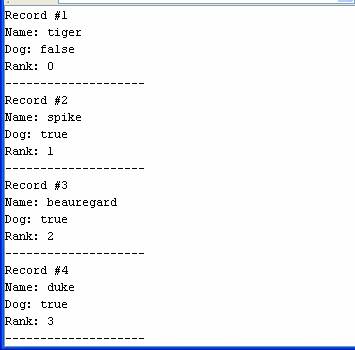 Record #1
Name: tiger
Dog: false
Rank: 0
---------------------
Record #2
Name: spike
Dog: true
Rank: 1
---------------------
Record #3
Name: beauregard
Dog: true
Rank: 2
---------------------
Record #4
Name: duke
Dog: true
Rank: 3
---------------------